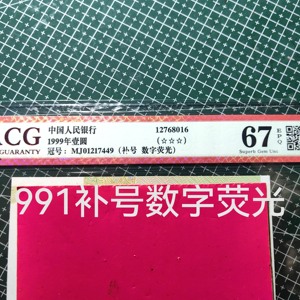 ACG
GUARANTY
中国人民银行 12768016
1999年壹圆 (☆☆☆)
冠号: MJ01217449 (补号 数字荧光)
67 EPQ
Superb Gem Unc
991补号数字荧光